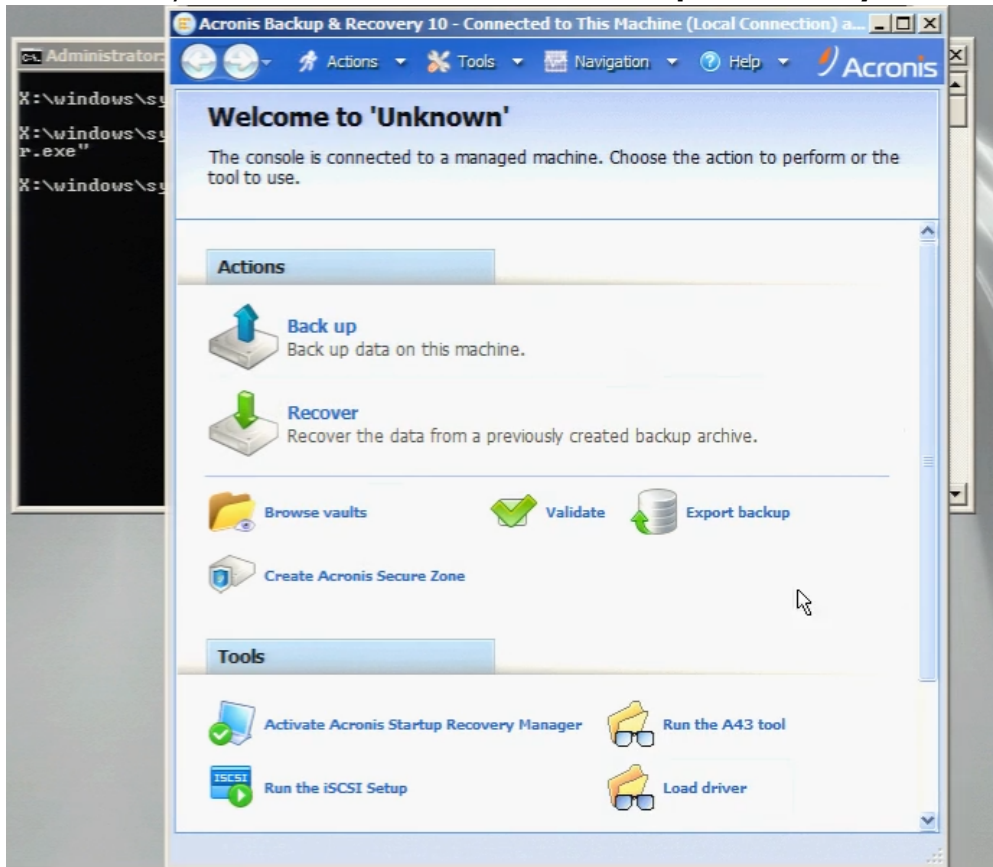 Acronis Backup & Recovery 10 - Connected to This Machine (Local Connection) a...
Administrator:
Actions Tools Navigation Help Acronis
X:\windows\sy
X:\windows\sy
r.exe"
X:\windows\sy
Welcome to 'Unknown'
The console is connected to a managed machine. Choose the action to perform or the
tool to use.
Actions
Back up
Back up data on this machine.
Recover
Recover the data from a previously created backup archive.
Browse vaults Validate Export backup
Create Acronis Secure Zone
Tools
Activate Acronis Startup Recovery Manager Run the A43 tool
ISCSI
Run the iSCSI Setup Load driver